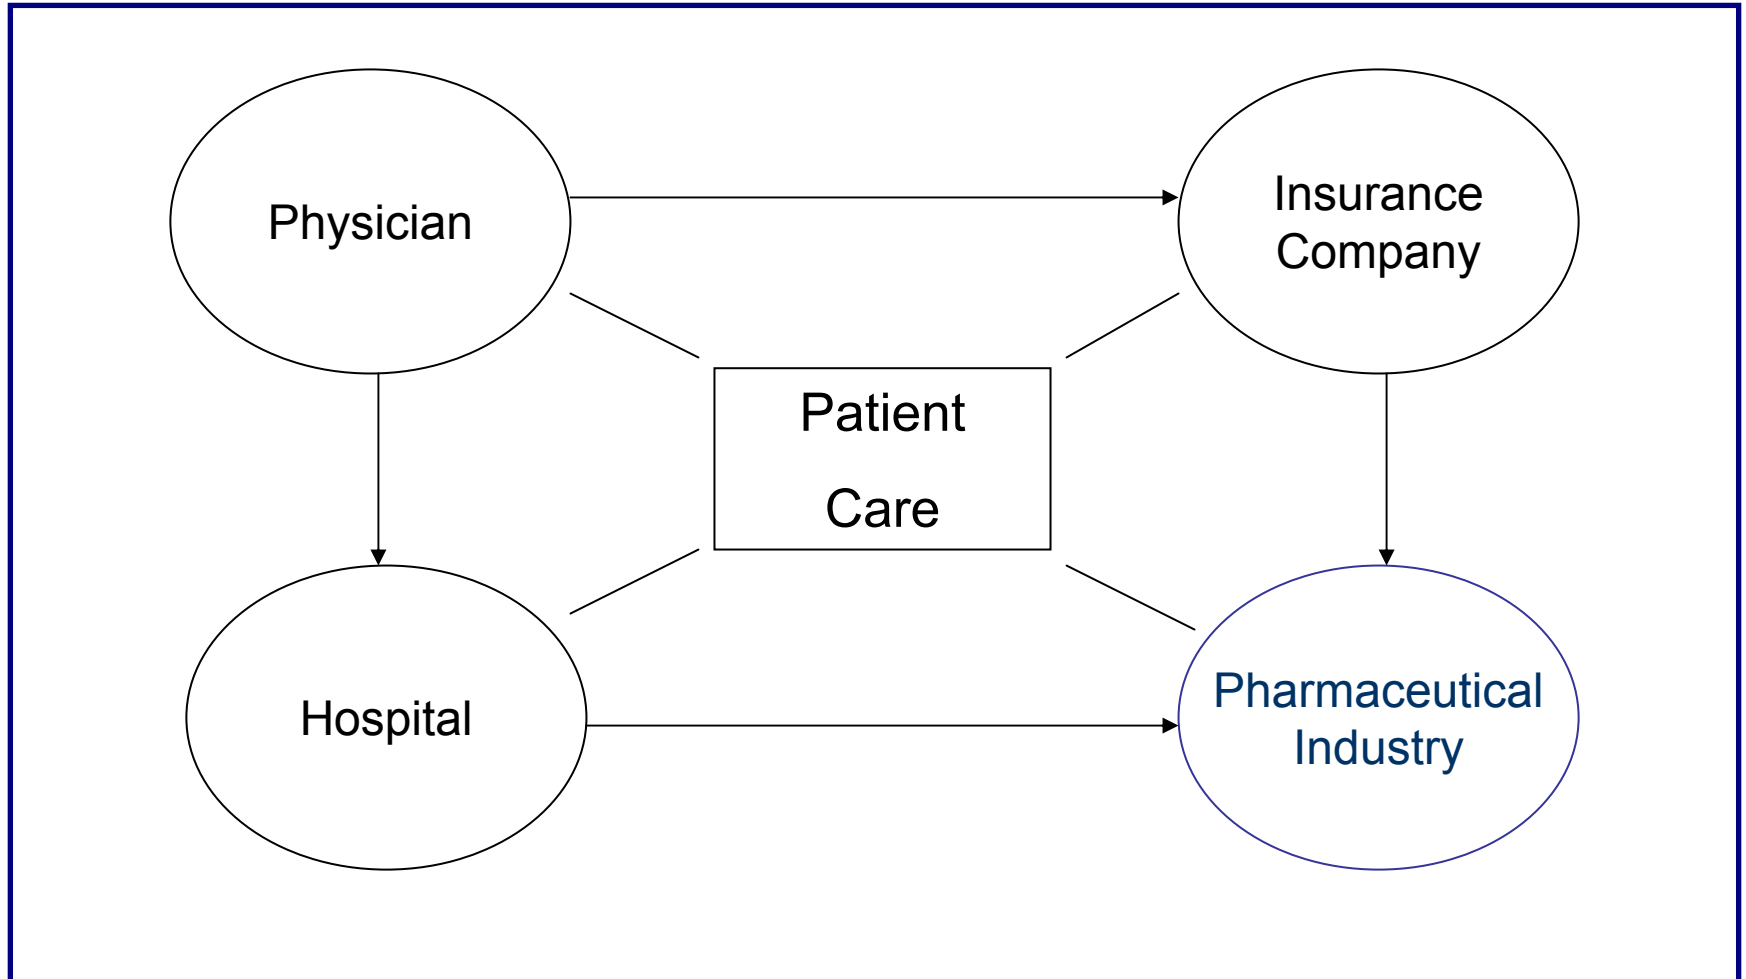 Physician
Insurance
Company
Patient
Care
Hospital
Pharmaceutical
Industry